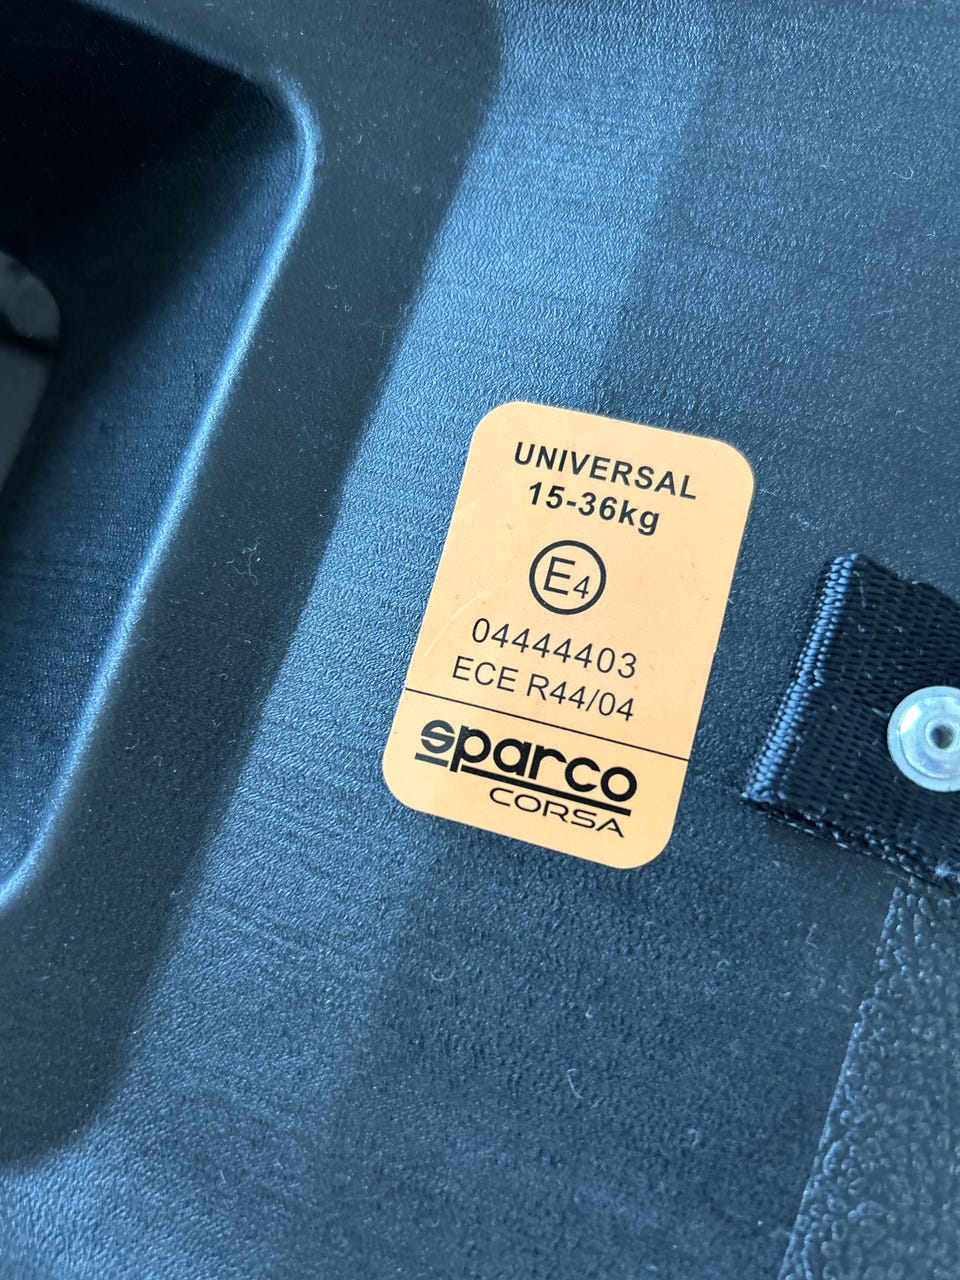 UNIVERSAL
15-36kg
E4
04444403
ECE R44/04
sparco
CORSA